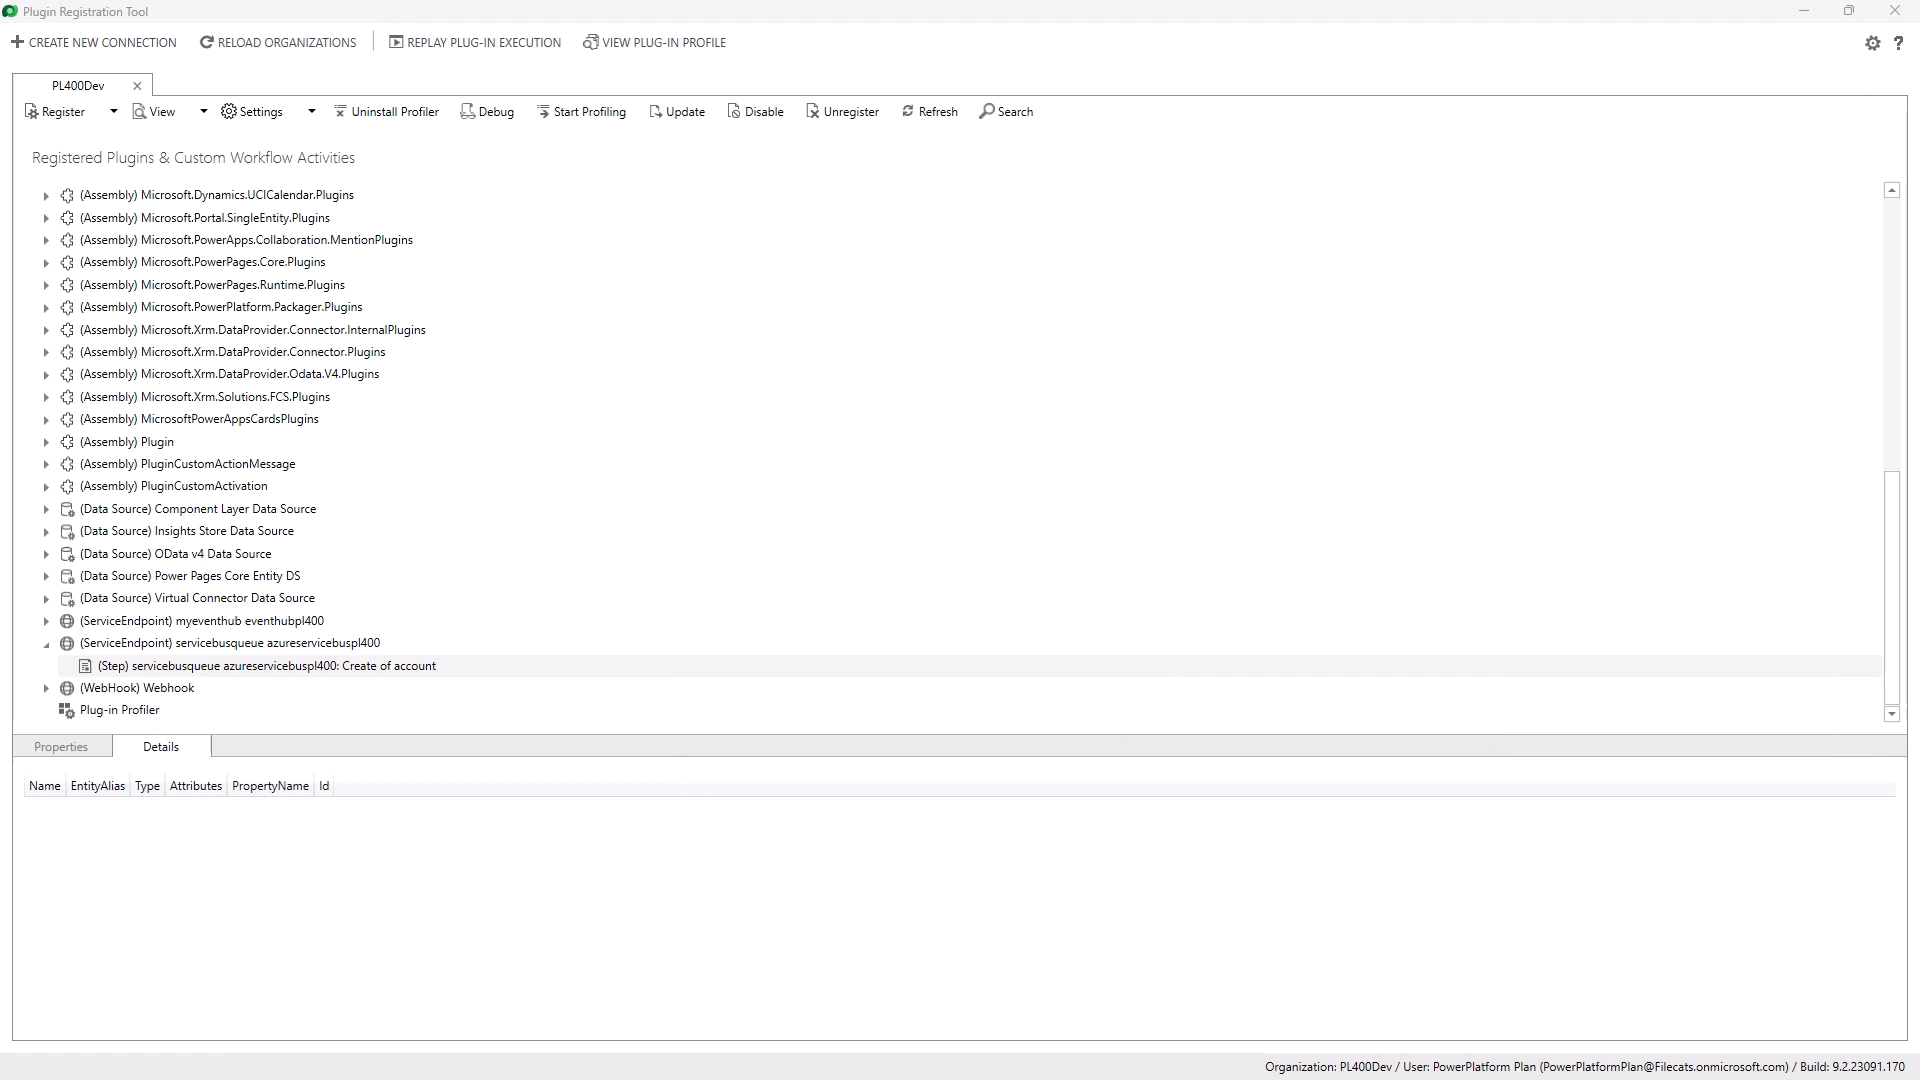 Plugin Registration Tool
CREATE NEW CONNECTION RELOAD ORGANIZATIONS REPLAY PLUG-IN EXECUTION VIEW PLUG-IN PROFILE
PL400Dev
Register View Settings Uninstall Profiler Debug Start Profiling Update Disable Unregister Refresh Search
Registered Plugins & Custom Workflow Activities
(Assembly) Microsoft.Dynamics.UCICalendar.Plugins
(Assembly) Microsoft.Portal.SingleEntity.Plugins
(Assembly) Microsoft.PowerApps.Collaboration.MentionPlugins
(Assembly) Microsoft.PowerPages.Core.Plugins
(Assembly) Microsoft.PowerPages.Runtime.Plugins
(Assembly) Microsoft.PowerPlatform.Packager.Plugins
(Assembly) Microsoft.Xrm.DataProvider.Connector.InternalPlugins
(Assembly) Microsoft.Xrm.DataProvider.Connector.Plugins
(Assembly) Microsoft.Xrm.DataProvider.Odata.V4.Plugins
(Assembly) Microsoft.Xrm.Solutions.FCS.Plugins
(Assembly) MicrosoftPowerAppsCardsPlugins
(Assembly) Plugin
(Assembly) PluginCustomActionMessage
(Assembly) PluginCustomActivation
(Data Source) Component Layer Data Source
(Data Source) Insights Store Data Source
(Data Source) OData v4 Data Source
(Data Source) Power Pages Core Entity DS
(Data Source) Virtual Connector Data Source
(ServiceEndpoint) myeventhub eventhubpl400
(ServiceEndpoint) servicebusqueue azureservicebuspl400
(Step) servicebusqueue azureservicebuspl400: Create of account
(WebHook) Webhook
Plug-in Profiler
Properties Details
Name EntityAlias Type Attributes PropertyName Id
Organization: PL400Dev / User: PowerPlatform Plan (PowerPlatformPlan@Filecats.onmicrosoft.com) / Build: 9.2.23091.170